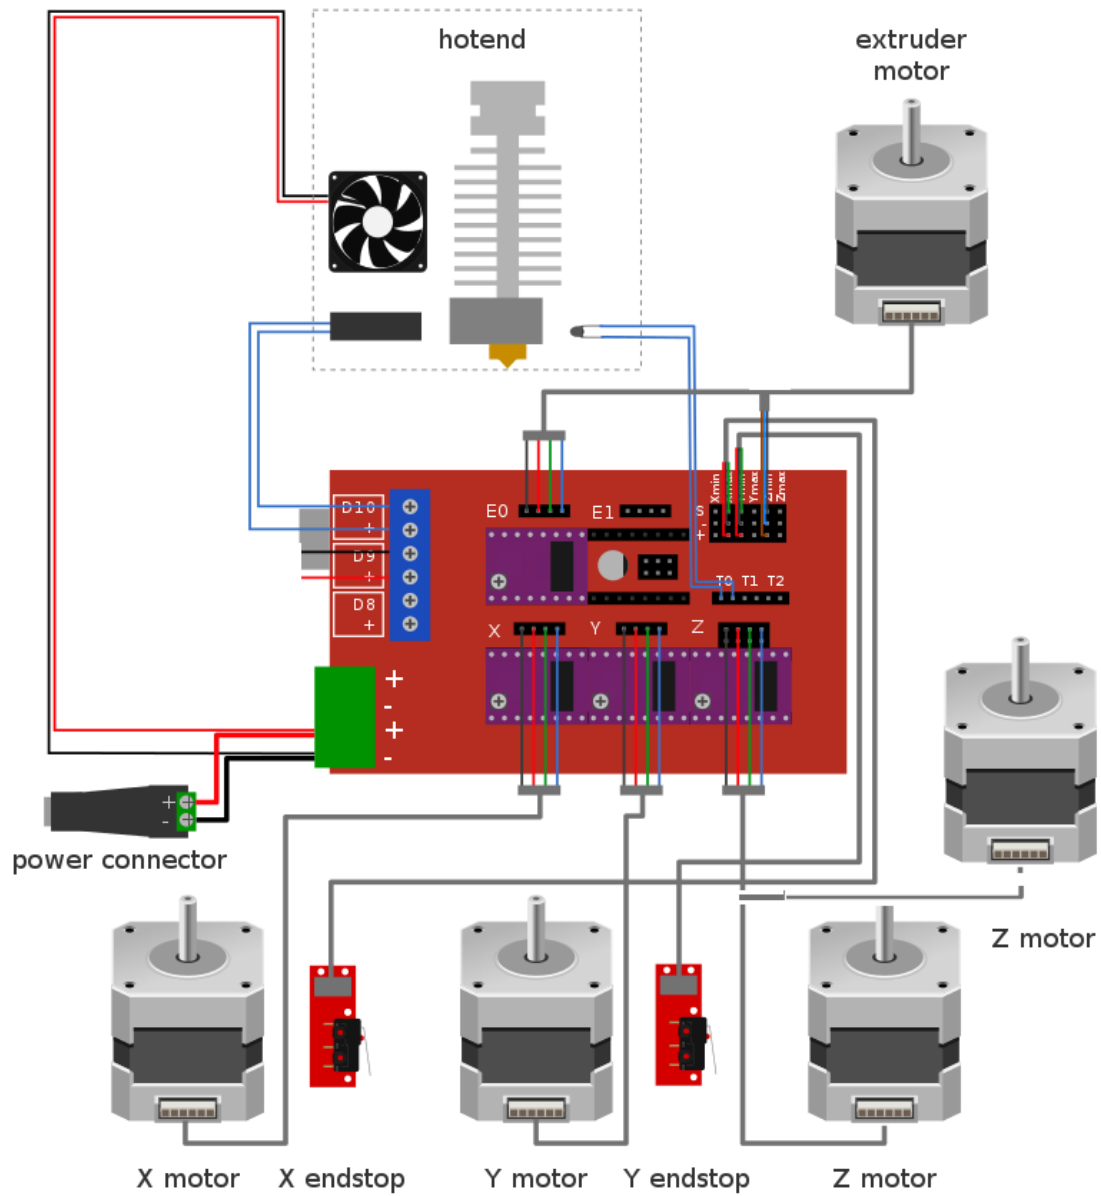 hotend
extruder
motor
Xmin
Ymax
Zmin
Zmax
D10
+
E0
E1
S
-
+
D9
+
T0 T1 T2
D8
+
X
Y
Z
+
-
+
-
+
-
power connector
Z motor
X motor
X endstop
Y motor
Y endstop
Z motor